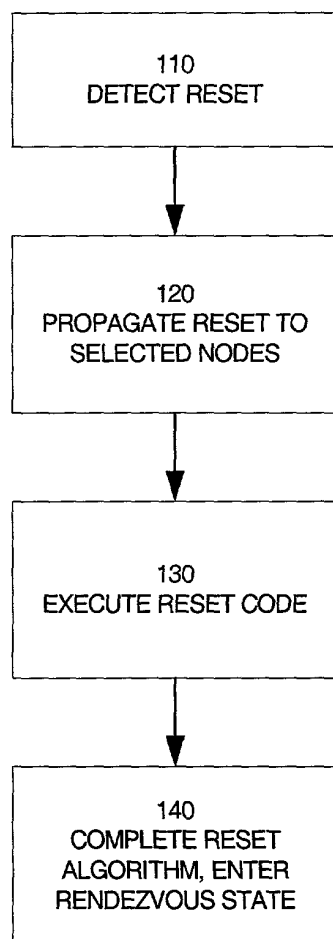 110
DETECT RESET
120
PROPAGATE RESET TO
SELECTED NODES
130
EXECUTE RESET CODE
140
COMPLETE RESET
ALGORITHM, ENTER
RENDEZVOUS STATE